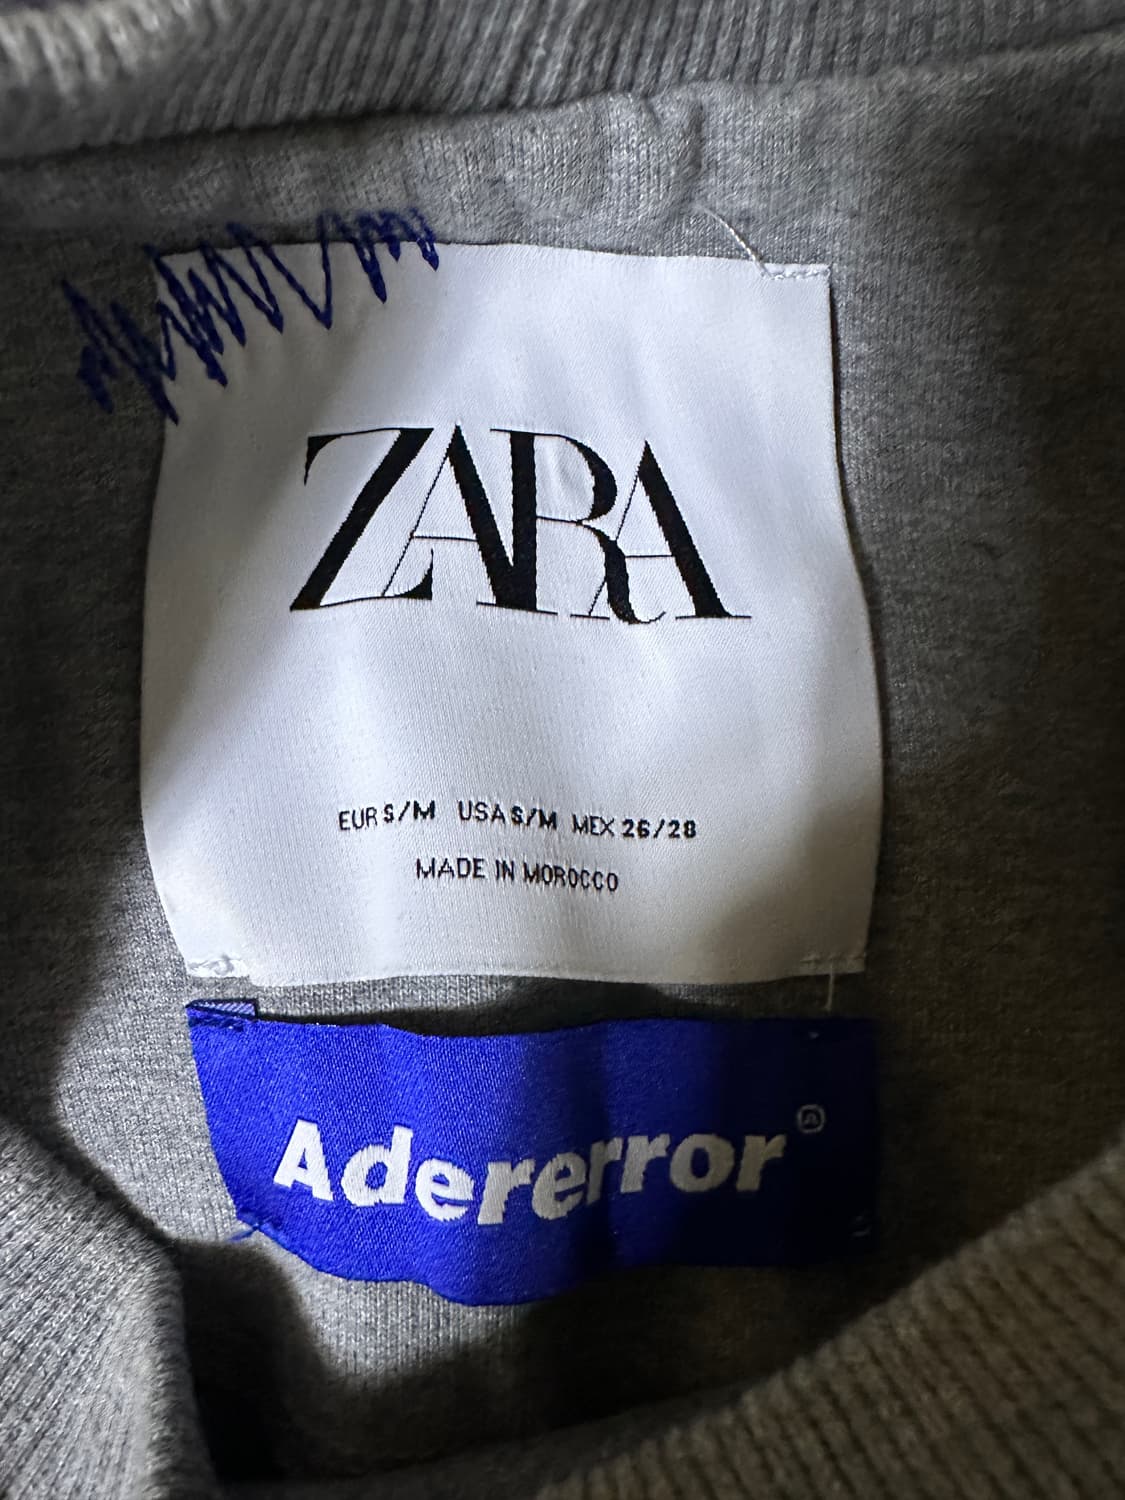 ZARA
EUR S/M USA S/M MEX 26/28
MADE IN MOROCCO
Adererror®